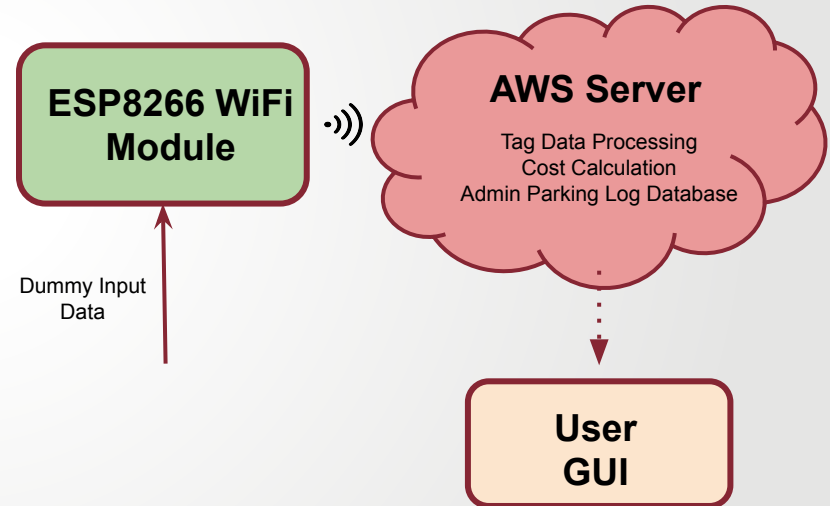 ESP8266 WiFi
Module
AWS Server
Tag Data Processing
Cost Calculation
Admin Parking Log Database
Dummy Input
Data
User
GUI